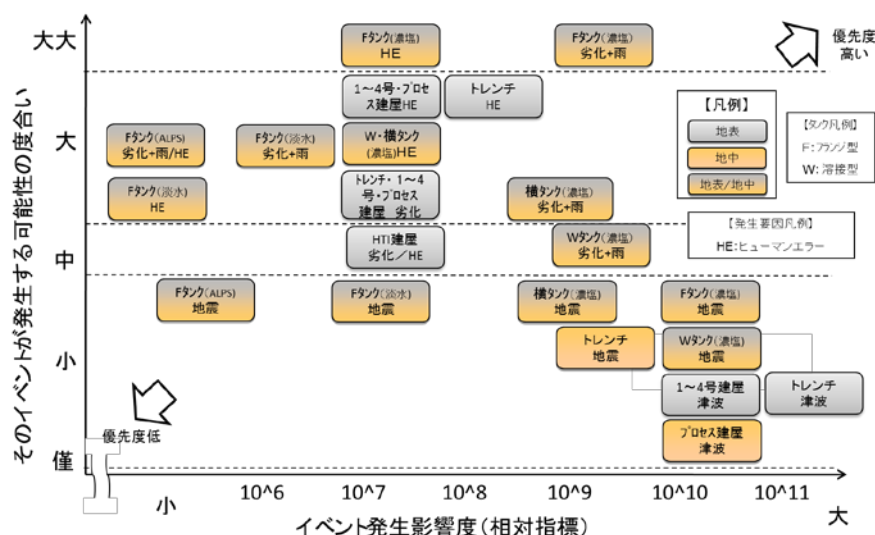 そのイベントが発生する可能性の度合い
大大
大
中
小
僅
Fタンク(濃塩)
HE
Fタンク(濃塩)
劣化+雨
優先度
高い
1～4号・プロセ
ス建屋HE
トレンチ
HE
Fタンク(ALPS)
劣化+雨/HE
Fタンク(淡水)
劣化+雨
W・横タンク
(濃塩)HE
Fタンク(淡水)
HE
トレンチ・1～4
号・プロセス
建屋 劣化
横タンク(濃塩)
劣化+雨
【凡例】
地表
地中
地表/地中
【タンク凡例】
F：フランジ型
W：溶接型
【発生要因凡例】
HE：ヒューマンエラー
HTI建屋
劣化／HE
Wタンク(濃塩)
劣化+雨
Fタンク(ALPS)
地震
Fタンク(淡水)
地震
横タンク(濃塩)
地震
Fタンク(濃塩)
地震
トレンチ
地震
Wタンク(濃塩)
地震
1～4号建屋
津波
トレンチ
津波
プロセス建屋
津波
優先度低
小
10^6
10^7
10^8
10^9
10^10
10^11
大
イベント発生影響度(相対指標)